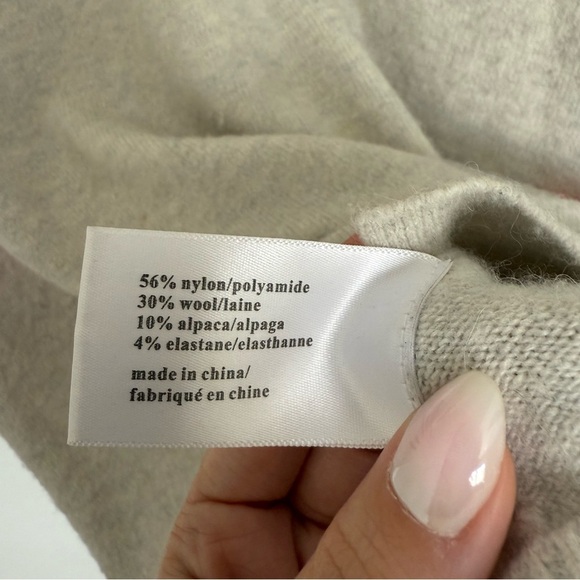 56% nylon/polyamide
30% wool/laine
10% alpaca/alpaga
4% elastane/elasthanne
made in china/
fabriqué en chine